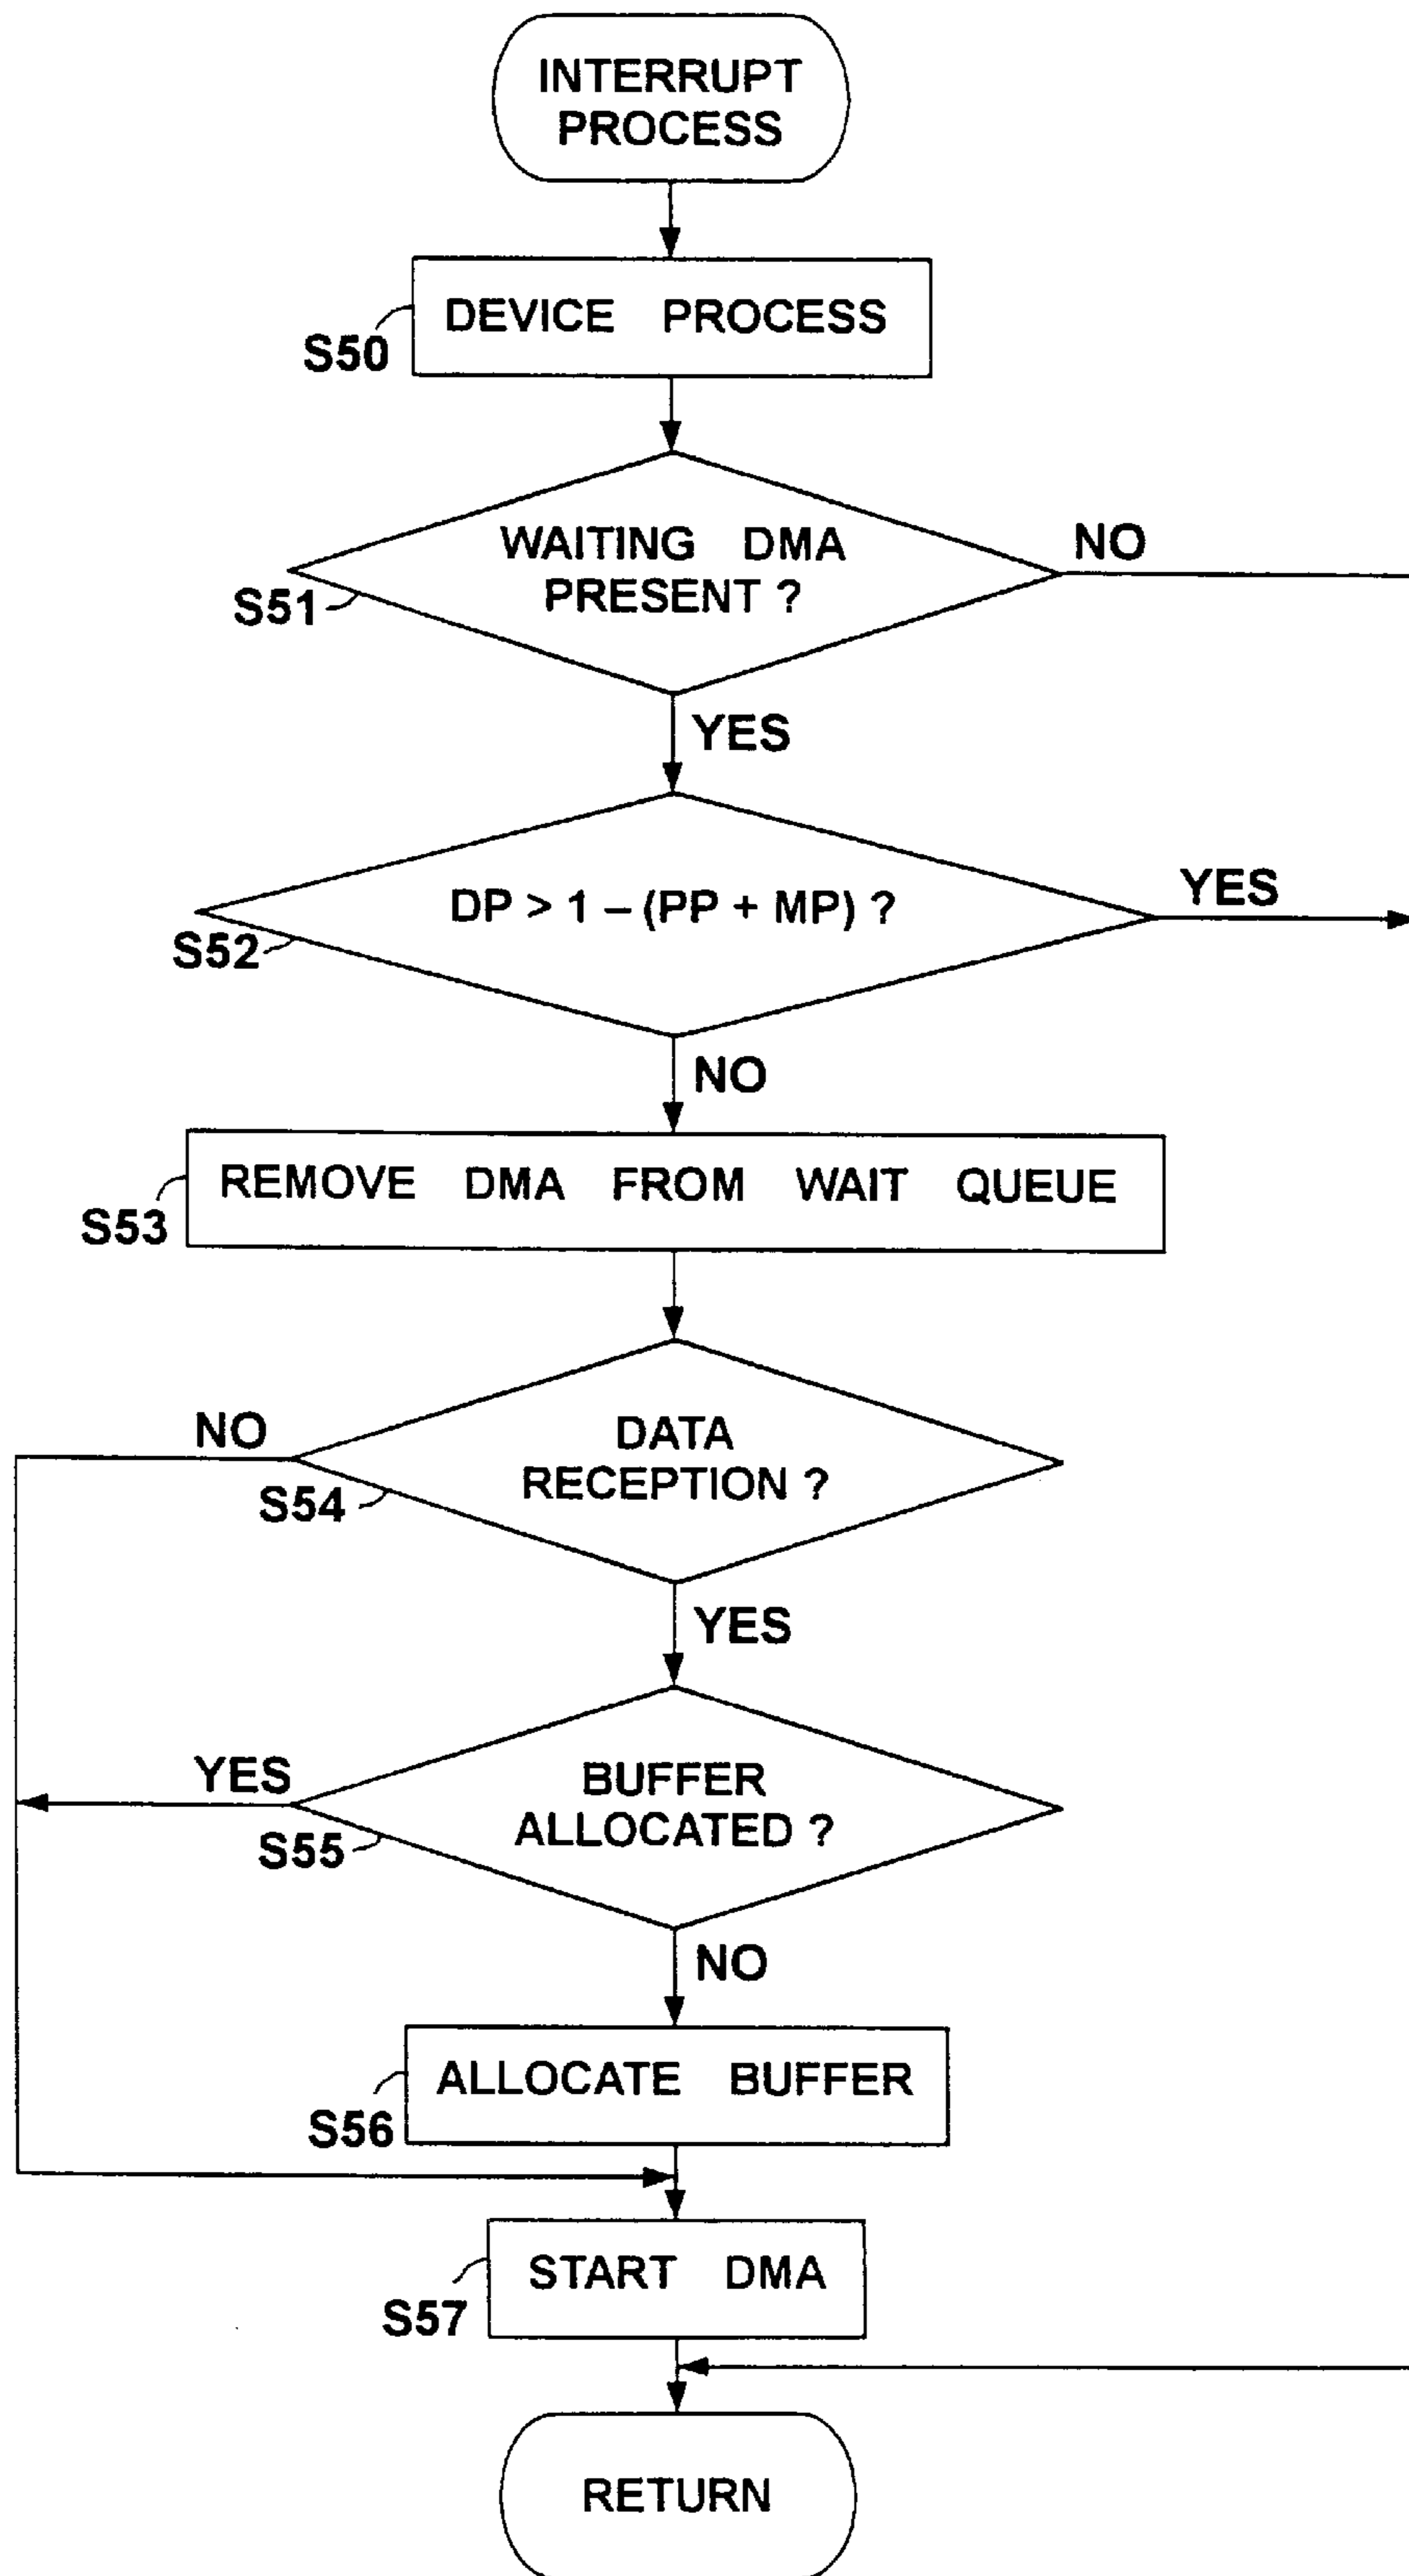 INTERRUPT
PROCESS
DEVICE PROCESS
S50
WAITING DMA
PRESENT ?
NO
S51
YES
DP > 1 – (PP + MP) ?
YES
S52
NO
REMOVE DMA FROM WAIT QUEUE
S53
DATA
RECEPTION ?
NO
S54
YES
BUFFER
ALLOCATED ?
YES
S55
NO
ALLOCATE BUFFER
S56
START DMA
S57
RETURN